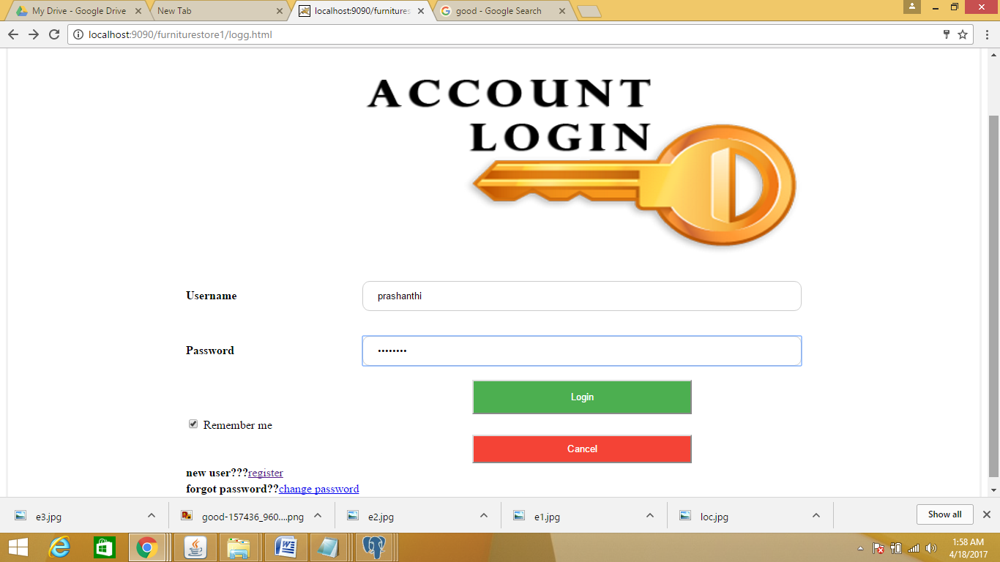 My Drive - Google Drive
New Tab
localhost:9090/furnitures
good - Google Search
localhost:9090/furniturestore1/logg.html
ACCOUNT
LOGIN
Username
prashanthi
Password
••••••••
Login
Remember me
Cancel
new user???register
forgot password??change password
e3.jpg
good-157436_960....png
e2.jpg
e1.jpg
loc.jpg
Show all
1:58 AM
4/18/2017